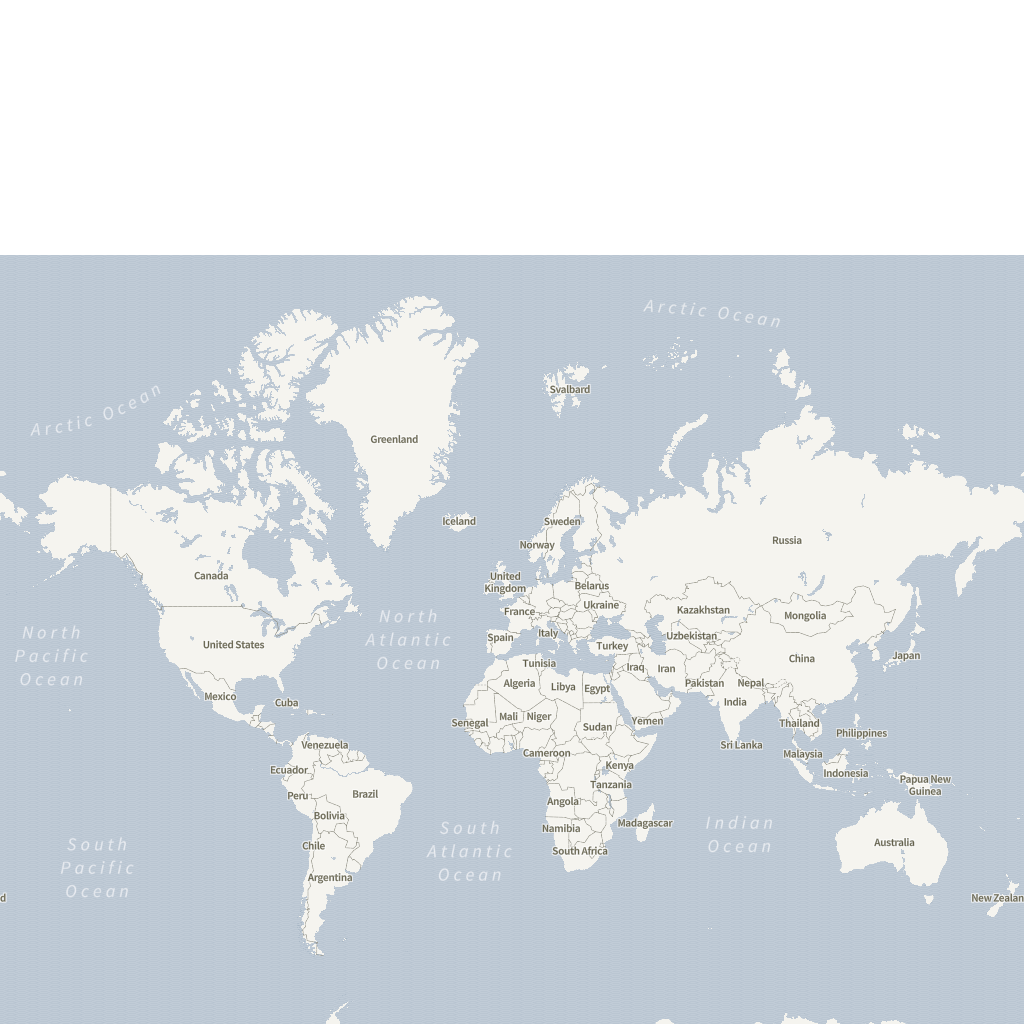 Arctic Ocean
Svalbard
Arctic Ocean
Greenland
Iceland
Sweden
Russia
Norway
Canada
United
Kingdom
Belarus
Ukraine
Kazakhstan
France
Mongolia
North
Atlantic
Ocean
North
Pacific
Ocean
United States
Spain
Italy
Turkey
Uzbekistan
China
Japan
Tunisia
Iraq
Iran
Algeria
Libya
Egypt
Pakistan
Nepal
Mexico
Cuba
India
Senegal
Mali
Niger
Sudan
Yemen
Thailand
Philippines
Venezuela
Cameroon
Sri Lanka
Malaysia
Ecuador
Kenya
Indonesia
Papua New
Guinea
Peru
Brazil
Tanzania
Angola
Bolivia
Namibia
Madagascar
South
Atlantic
Ocean
Indian
Ocean
Chile
South Africa
Australia
South
Pacific
Ocean
Argentina
d
New Zealan